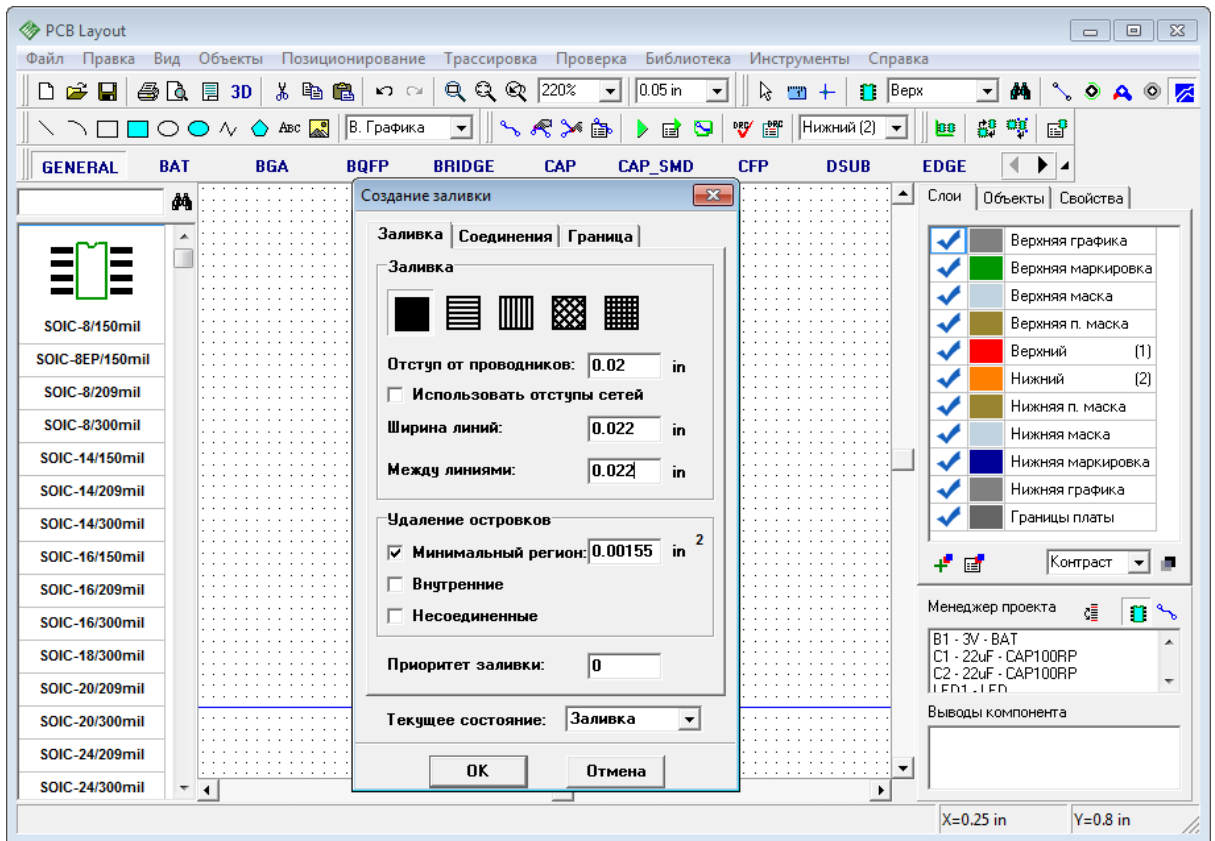 PCB Layout
Файл Правка Вид Объекты Позиционирование Трассировка Проверка Библиотека Инструменты Справка
3D 220% 0.05 in Верх
ABC В. Графика DRC DRC Нижний (2)
GENERAL BAT BGA BQFP BRIDGE CAP CAP_SMD CFP DSUB EDGE
SOIC-8/150mil
SOIC-8EP/150mil
SOIC-8/209mil
SOIC-8/300mil
SOIC-14/150mil
SOIC-14/209mil
SOIC-14/300mil
SOIC-16/150mil
SOIC-16/209mil
SOIC-16/300mil
SOIC-18/300mil
SOIC-20/209mil
SOIC-20/300mil
SOIC-24/209mil
SOIC-24/300mil
Создание заливки
Заливка Соединения Граница
Заливка
Отступ от проводников: 0.02 in
Использовать отступы сетей
Ширина линий: 0.022 in
Между линиями: 0.022 in
Удаление островков
Минимальный регион: 0.00155 in 2
Внутренние
Несоединенные
Приоритет заливки: 0
Текущее состояние: Заливка
OK Отмена
Слои Объекты Свойства
Верхняя графика
Верхняя маркировка
Верхняя маска
Верхняя п. маска
Верхний (1)
Нижний (2)
Нижняя п. маска
Нижняя маска
Нижняя маркировка
Нижняя графика
Границы платы
Контраст
Менеджер проекта
B1 - 3V - BAT
C1 - 22uF - CAP100RP
C2 - 22uF - CAP100RP
LED1 - LED
Выводы компонента
X=0.25 in Y=0.8 in